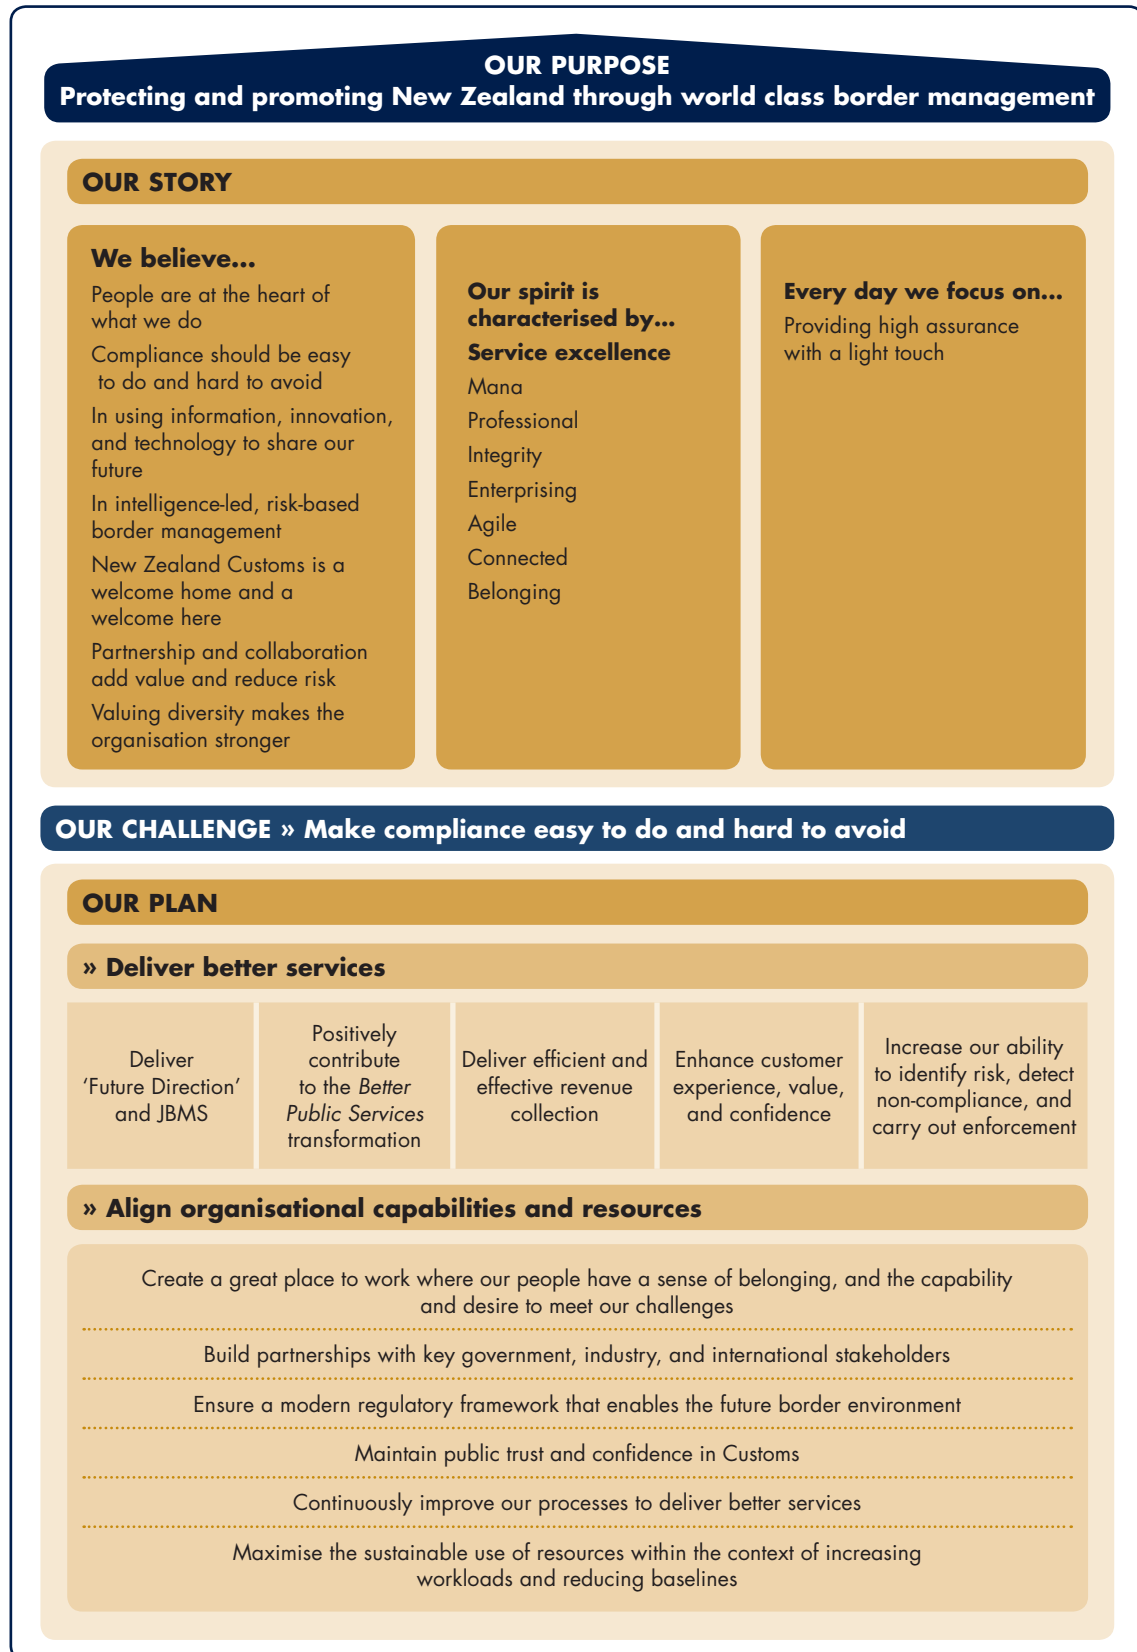 OUR PURPOSE
Protecting and promoting New Zealand through world class border management
OUR STORY
We believe...
People are at the heart of
what we do
Compliance should be easy
to do and hard to avoid
In using information, innovation,
and technology to share our
future
In intelligence-led, risk-based
border management
New Zealand Customs is a
welcome home and a
welcome here
Partnership and collaboration
add value and reduce risk
Valuing diversity makes the
organisation stronger
Our spirit is
characterised by...
Service excellence
Mana
Professional
Integrity
Enterprising
Agile
Connected
Belonging
Every day we focus on...
Providing high assurance
with a light touch
OUR CHALLENGE » Make compliance easy to do and hard to avoid
OUR PLAN
» Deliver better services
Deliver
‘Future Direction’
and JBMS
Positively
contribute
to the Better
Public Services
transformation
Deliver efficient and
effective revenue
collection
Enhance customer
experience, value,
and confidence
Increase our ability
to identify risk, detect
non-compliance, and
carry out enforcement
» Align organisational capabilities and resources
Create a great place to work where our people have a sense of belonging, and the capability
and desire to meet our challenges
Build partnerships with key government, industry, and international stakeholders
Ensure a modern regulatory framework that enables the future border environment
Maintain public trust and confidence in Customs
Continuously improve our processes to deliver better services
Maximise the sustainable use of resources within the context of increasing
workloads and reducing baselines